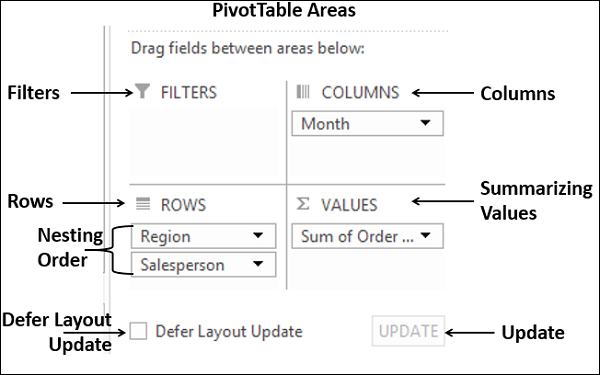 PivotTable Areas
Drag fields between areas below:
Filters
FILTERS
COLUMNS
Columns
Month
Rows
ROWS
Σ VALUES
Summarizing
Values
Nesting
Order
Region
Sum of Order ...
Salesperson
Defer Layout
Update
Defer Layout Update
UPDATE
Update